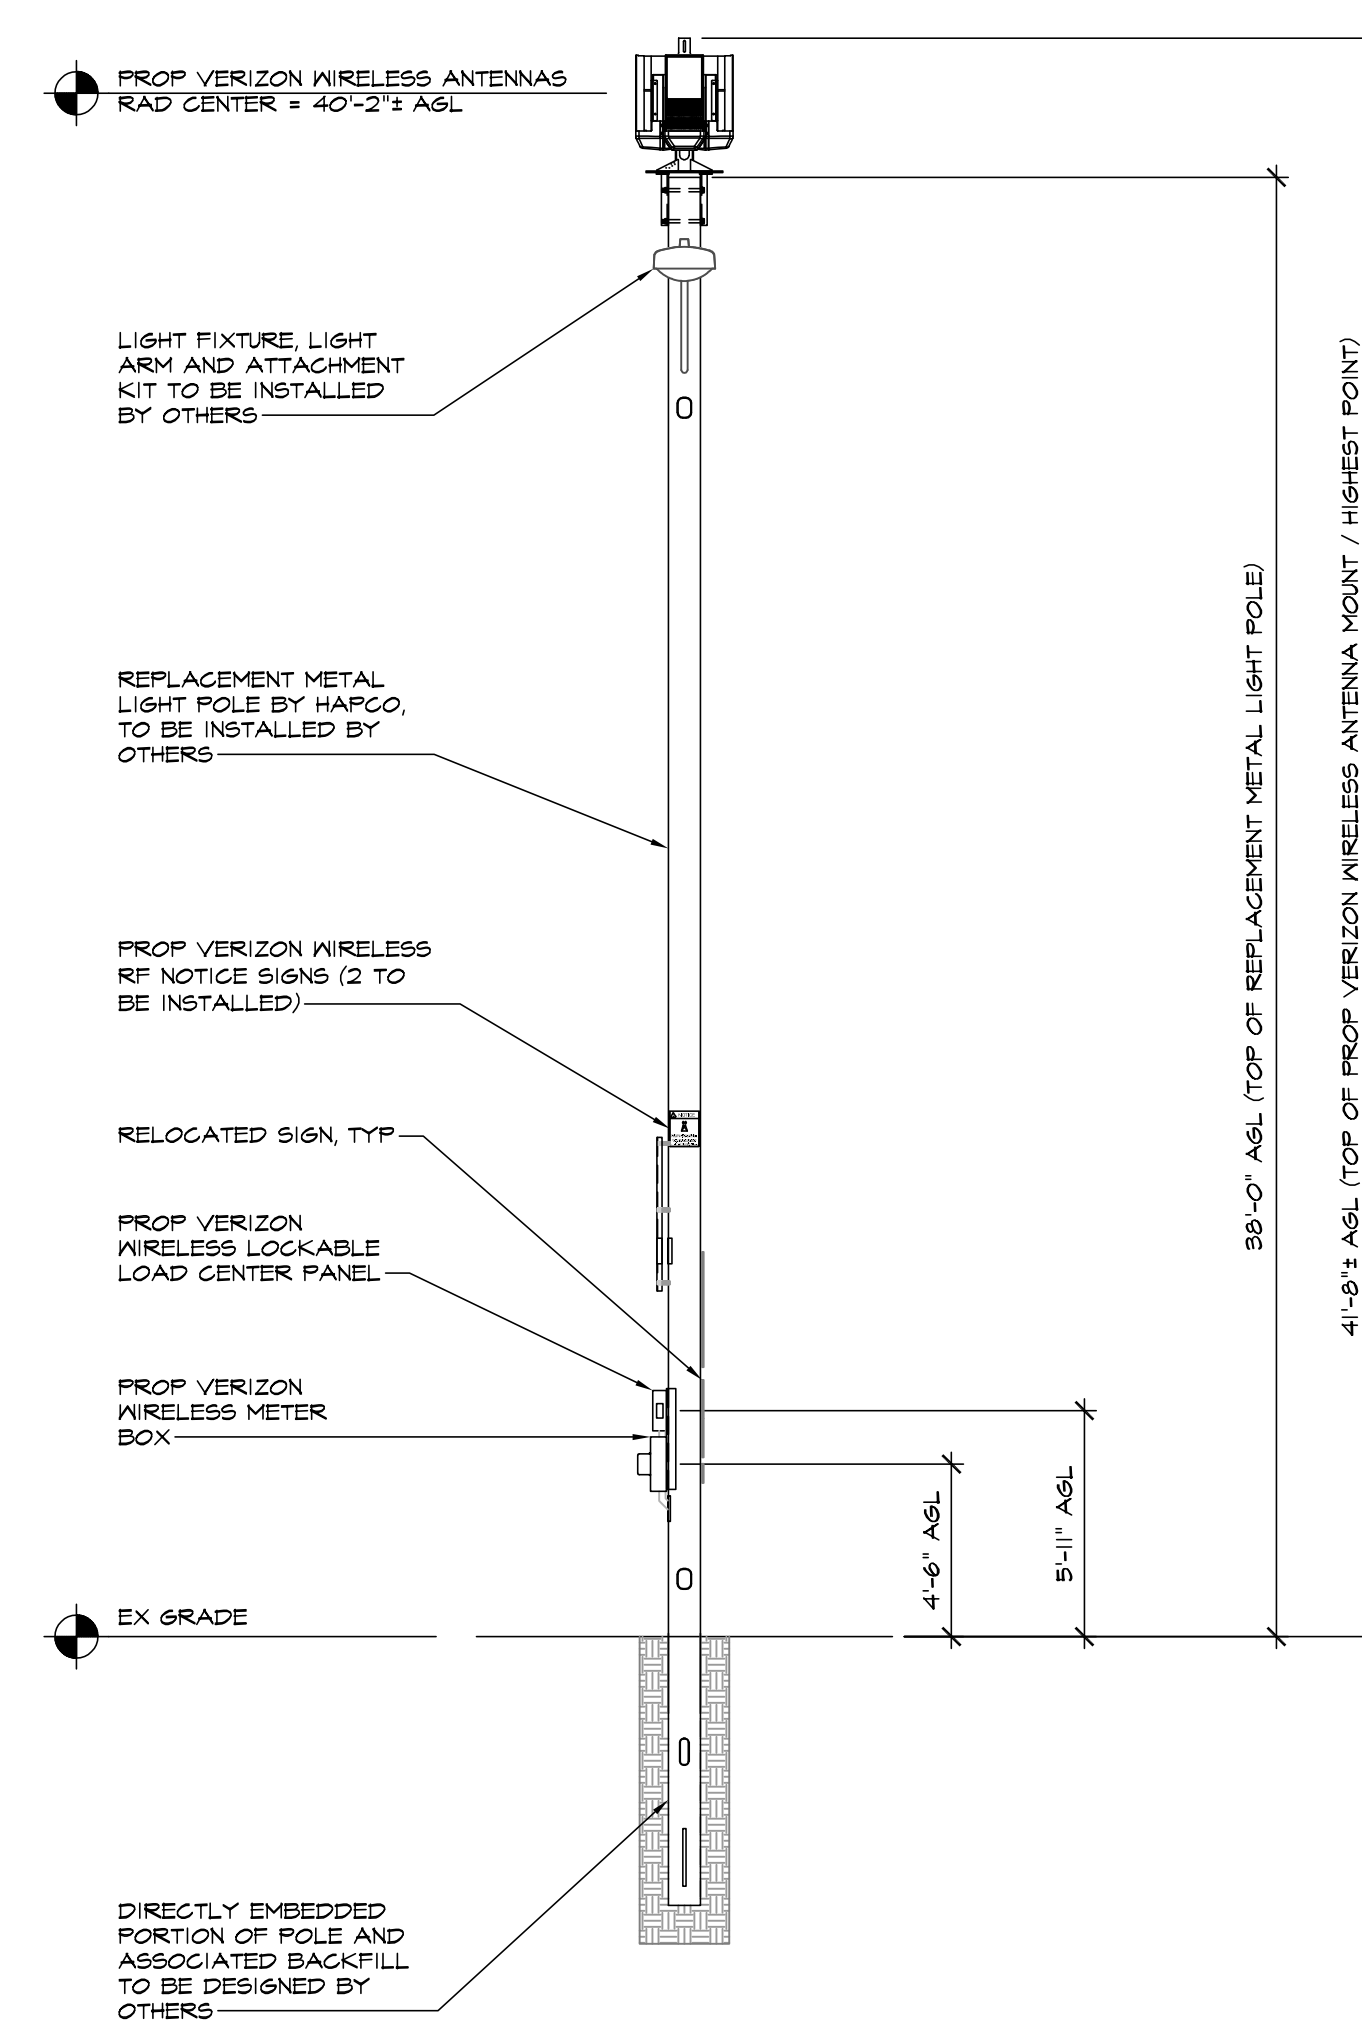 PROP VERIZON WIRELESS ANTENNAS
RAD CENTER = 40'-2"± AGL
LIGHT FIXTURE, LIGHT
ARM AND ATTACHMENT
KIT TO BE INSTALLED
BY OTHERS
REPLACEMENT METAL
LIGHT POLE BY HAPCO,
TO BE INSTALLED BY
OTHERS
PROP VERIZON WIRELESS
RF NOTICE SIGNS (2 TO
BE INSTALLED)
RELOCATED SIGN, TYP
PROP VERIZON
WIRELESS LOCKABLE
LOAD CENTER PANEL
PROP VERIZON
WIRELESS METER
BOX
EX GRADE
DIRECTLY EMBEDDED
PORTION OF POLE AND
ASSOCIATED BACKFILL
TO BE DESIGNED BY
OTHERS
NOTICE
4'-6" AGL
5'-11" AGL
38'-0" AGL (TOP OF REPLACEMENT METAL LIGHT POLE)
41'-8"± AGL (TOP OF PROP VERIZON WIRELESS ANTENNA MOUNT / HIGHEST POINT)